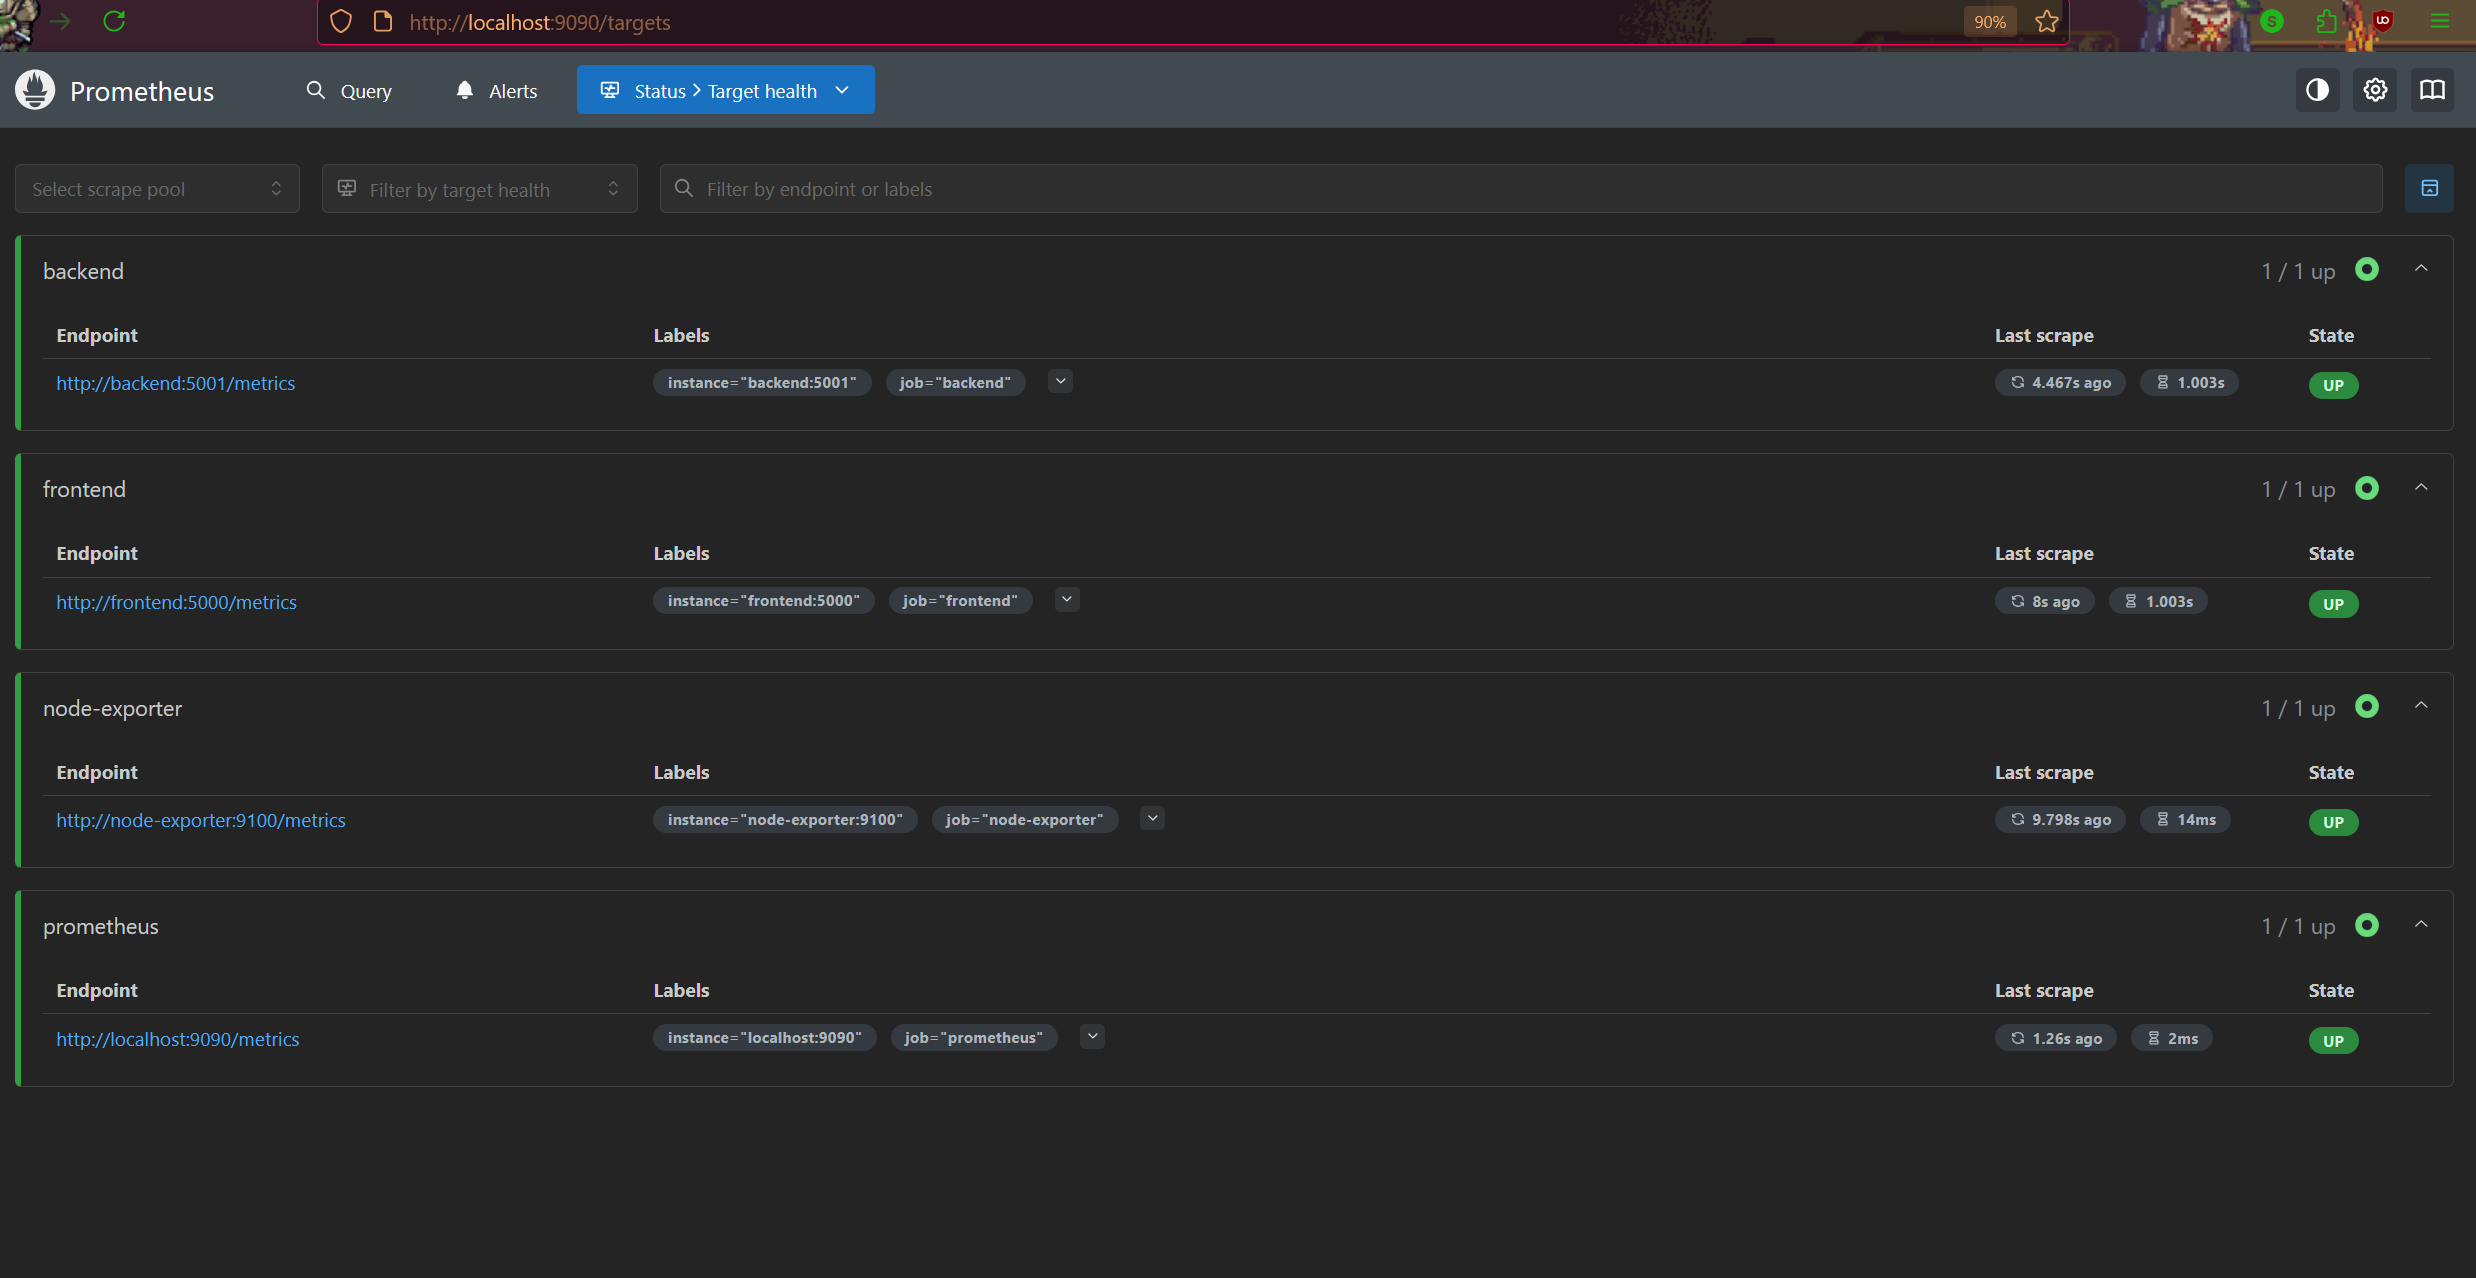 http://localhost:9090/targets 90% S
Prometheus Query Alerts Status > Target health
Select scrape pool Filter by target health Filter by endpoint or labels
backend 1 / 1 up
Endpoint Labels Last scrape State
http://backend:5001/metrics instance="backend:5001" job="backend" 4.467s ago 1.003s UP
frontend 1 / 1 up
Endpoint Labels Last scrape State
http://frontend:5000/metrics instance="frontend:5000" job="frontend" 8s ago 1.003s UP
node-exporter 1 / 1 up
Endpoint Labels Last scrape State
http://node-exporter:9100/metrics instance="node-exporter:9100" job="node-exporter" 9.798s ago 14ms UP
prometheus 1 / 1 up
Endpoint Labels Last scrape State
http://localhost:9090/metrics instance="localhost:9090" job="prometheus" 1.26s ago 2ms UP